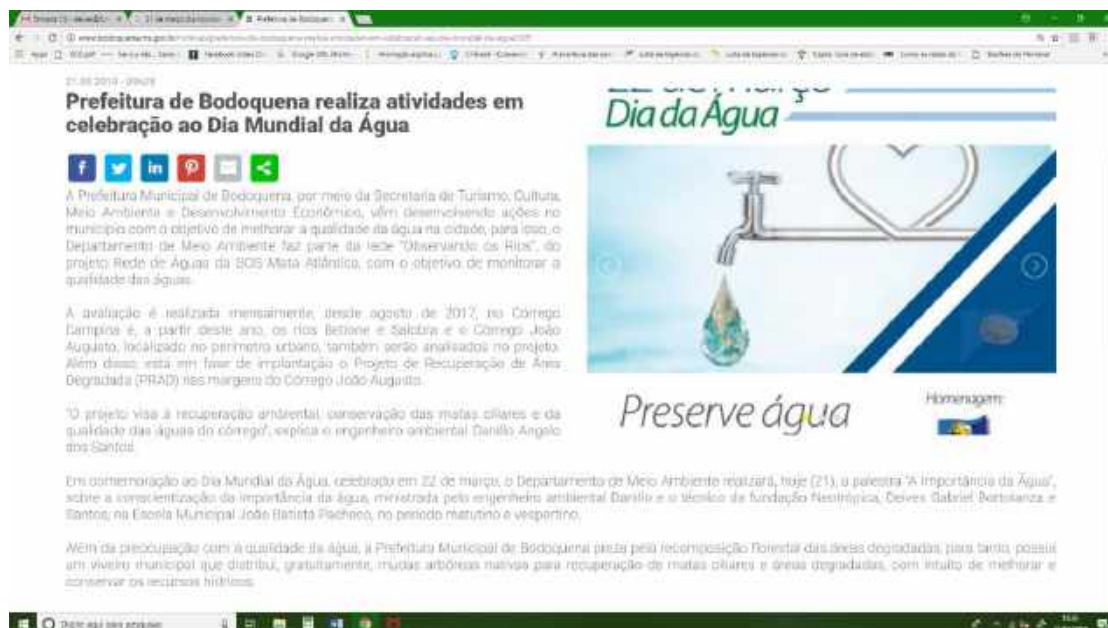 Prefeitura de Bodoquena realiza atividades em
celebração ao Dia Mundial da Água
A Prefeitura Municipal de Bodoquena, por meio da Secretaria de Turismo, Cultura,
Meio Ambiente e Desenvolvimento Econômico, vêm desenvolvendo ações no
município com o objetivo de melhorar a qualidade da água na cidade, para isso, o
Departamento de Meio Ambiente faz parte da rede "Observando os Rios", do
projeto Rede de Águas da SOS Mata Atlântica, com o objetivo de monitorar a
qualidade das águas.
A avaliação é realizada mensalmente, desde agosto de 2017, no Córrego
Campina e, a partir deste ano, os rios Betione e Salobra e o Córrego João
Augusto, localizado no perímetro urbano, também serão analisados no projeto.
Além disso, está em fase de implantação o Projeto de Recuperação de Área
Degradada (PRAD) nas margens do Córrego João Augusto.
"O projeto visa a recuperação ambiental, conservação das matas ciliares e da
qualidade das águas do córrego", explica o engenheiro ambiental Danillo Angelo
dos Santos.
22 de março
Dia da Água
Preserve água
Homenagem:
Em comemoração ao Dia Mundial da Água, celebrado em 22 de março, o Departamento de Meio Ambiente realizará, hoje (21), a palestra "A Importância da Água",
sobre a conscientização da importância da água, ministrada pelo engenheiro ambiental Danilo e o técnico da fundação Neotrópica, Deives Gabriel e
Santos, na Escola Municipal João Batista Pacheco, no período matutino e vespertino.
Além da preocupação com a qualidade da água, a Prefeitura Municipal de Bodoquena preza pela recomposição florestal das áreas degradadas, para tanto, possui
um viveiro municipal que distribui, gratuitamente, mudas arbóreas nativas para recuperação de matas ciliares e áreas degradadas, com intuito de melhorar e
conservar os recursos hídricos.
Digite aqui para pesquisar